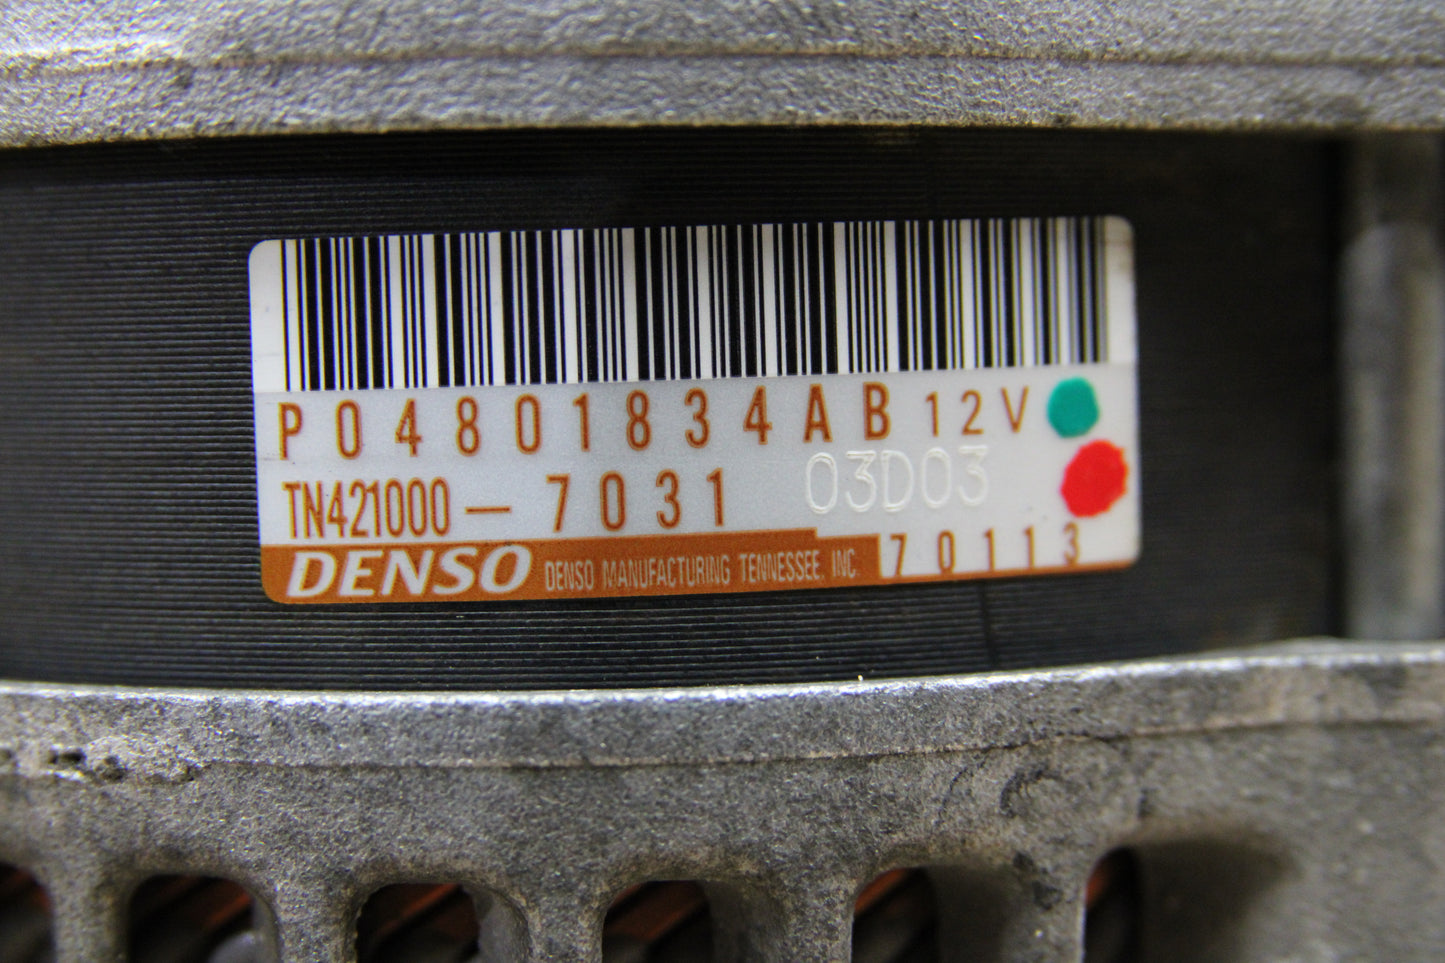 P04801834AB 12V
TN421000-7031 03D03
DENSO DENSO MANUFACTURING TENNESSEE, INC. 70113